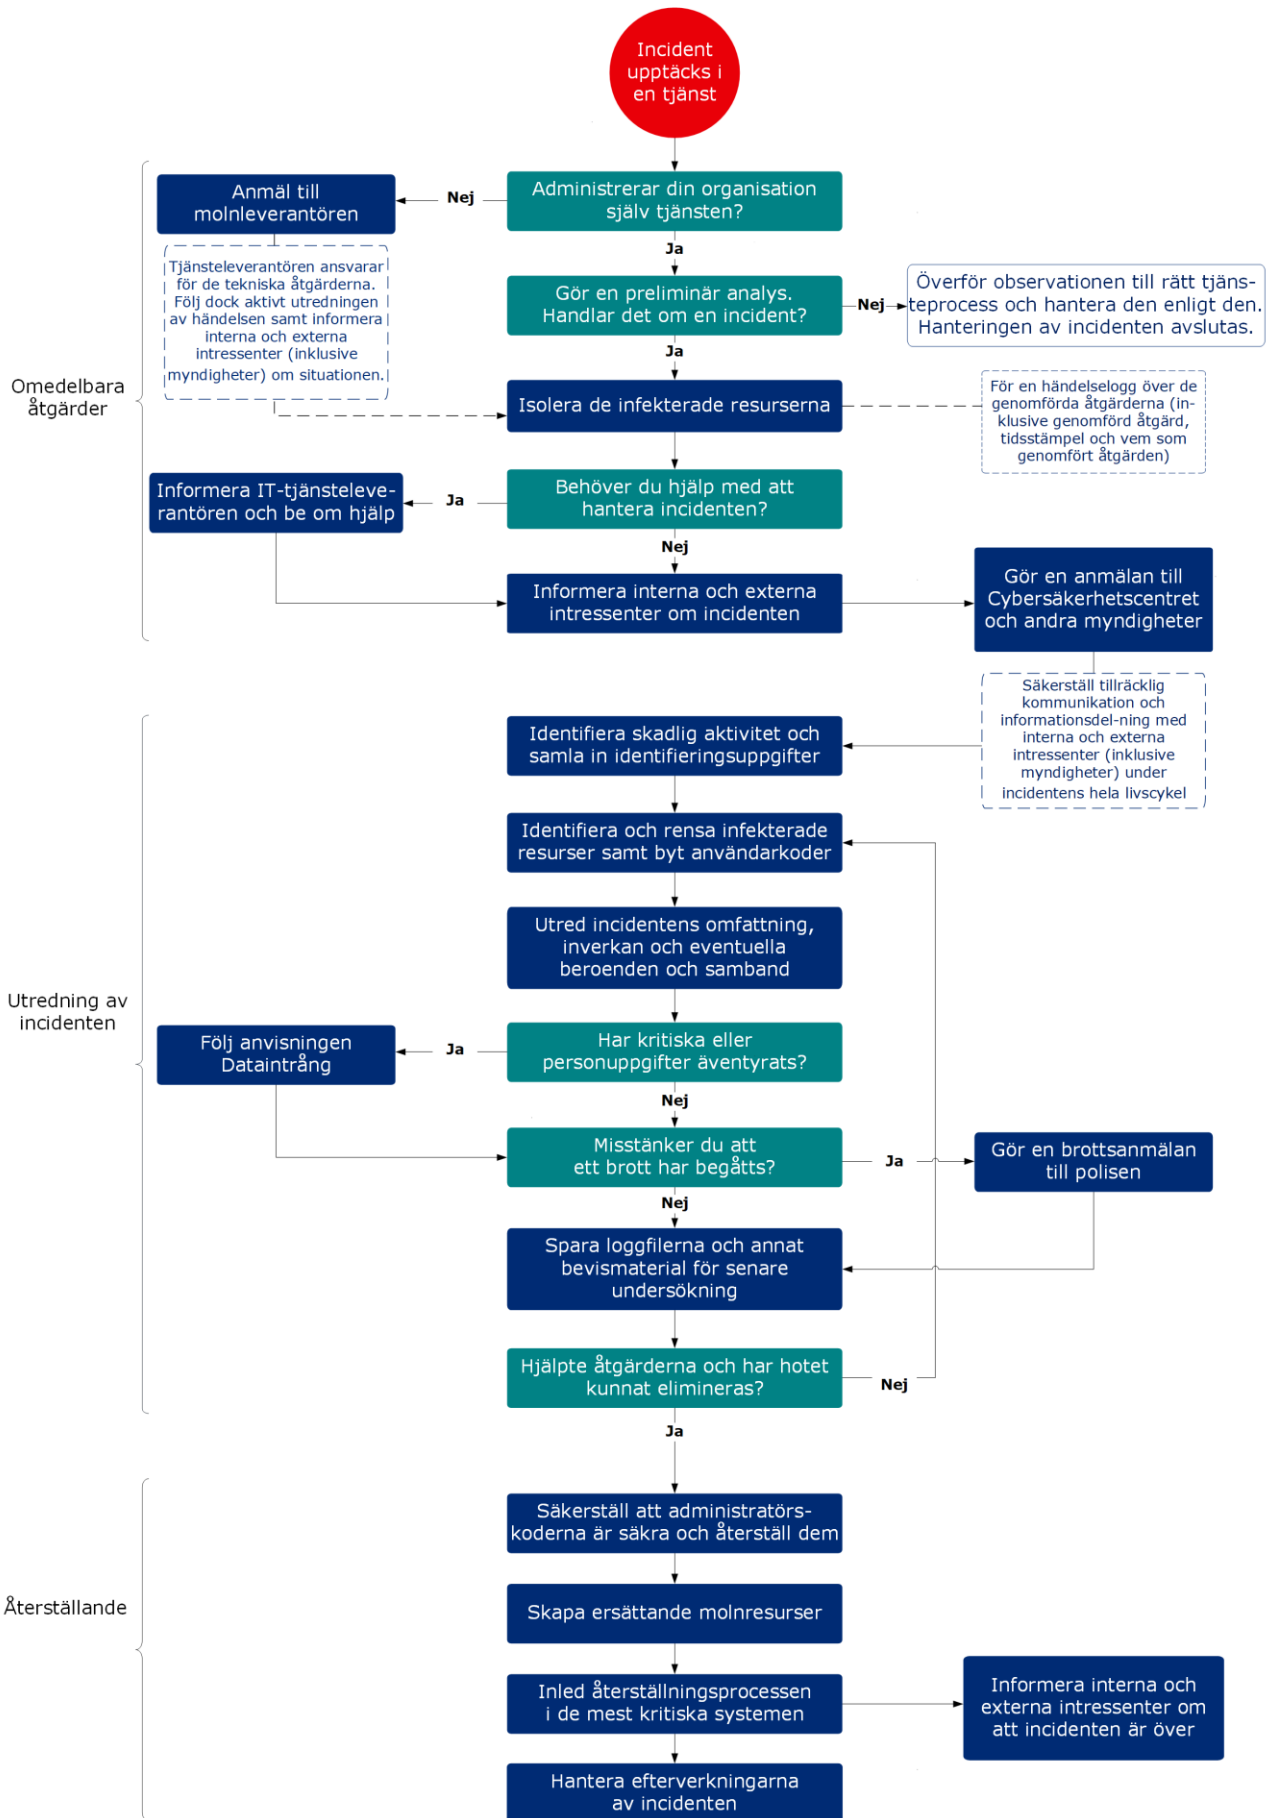 Incident
upptäcks i
en tjänst
Anmäl till
molnleverantören
Nej
Administrerar din organisation
själv tjänsten?
Ja
Tjänsteleverantören ansvarar
för de tekniska åtgärderna.
Följ dock aktivt utredningen
av händelsen samt informera
interna och externa
intressenter (inklusive
myndigheter) om situationen.
Gör en preliminär analys.
Handlar det om en incident?
Nej
Överför observationen till rätt tjäns-
teprocess och hantera den enligt den.
Hanteringen av incidenten avslutas.
Ja
Omedelbara
åtgärder
Isolera de infekterade resurserna
För en händelselogg över de
genomförda åtgärderna (in-
klusive genomförd åtgärd,
tidsstämpel och vem som
genomfört åtgärden)
Informera IT-tjänsteleve-
rantören och be om hjälp
Ja
Behöver du hjälp med att
hantera incidenten?
Nej
Informera interna och externa
intressenter om incidenten
Gör en anmälan till
Cybersäkerhetscentret
och andra myndigheter
Säkerställ tillräcklig
kommunikation och
informationsdel-ning med
interna och externa
intressenter (inklusive
myndigheter) under
incidentens hela livscykel
Identifiera skadlig aktivitet och
samla in identifieringsuppgifter
Identifiera och rensa infekterade
resurser samt byt användarkoder
Utred incidentens omfattning,
inverkan och eventuella
beroenden och samband
Utredning av
incidenten
Följ anvisningen
Dataintrång
Ja
Har kritiska eller
personuppgifter äventyrats?
Nej
Misstänker du att
ett brott har begåtts?
Ja
Gör en brottsanmälan
till polisen
Nej
Spara loggfilerna och annat
bevismaterial för senare
undersökning
Hjälpte åtgärderna och har hotet
kunnat elimineras?
Nej
Ja
Säkerställ att administratörs-
koderna är säkra och återställ dem
Återställande
Skapa ersättande molnresurser
Inled återställningsprocessen
i de mest kritiska systemen
Informera interna och
externa intressenter om
att incidenten är över
Hantera efterverkningarna
av incidenten